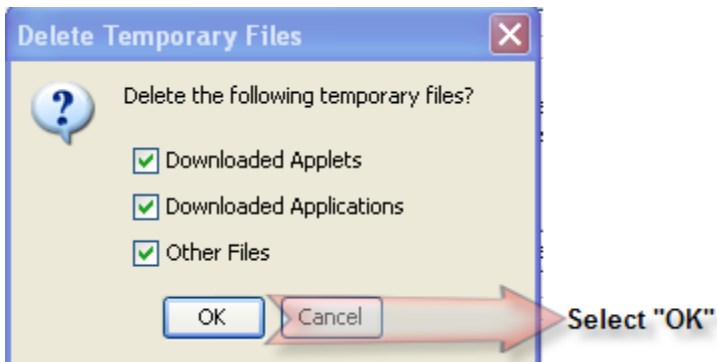 Delete Temporary Files
Delete the following temporary files?
Downloaded Applets
Downloaded Applications
Other Files
OK
Cancel
Select "OK"